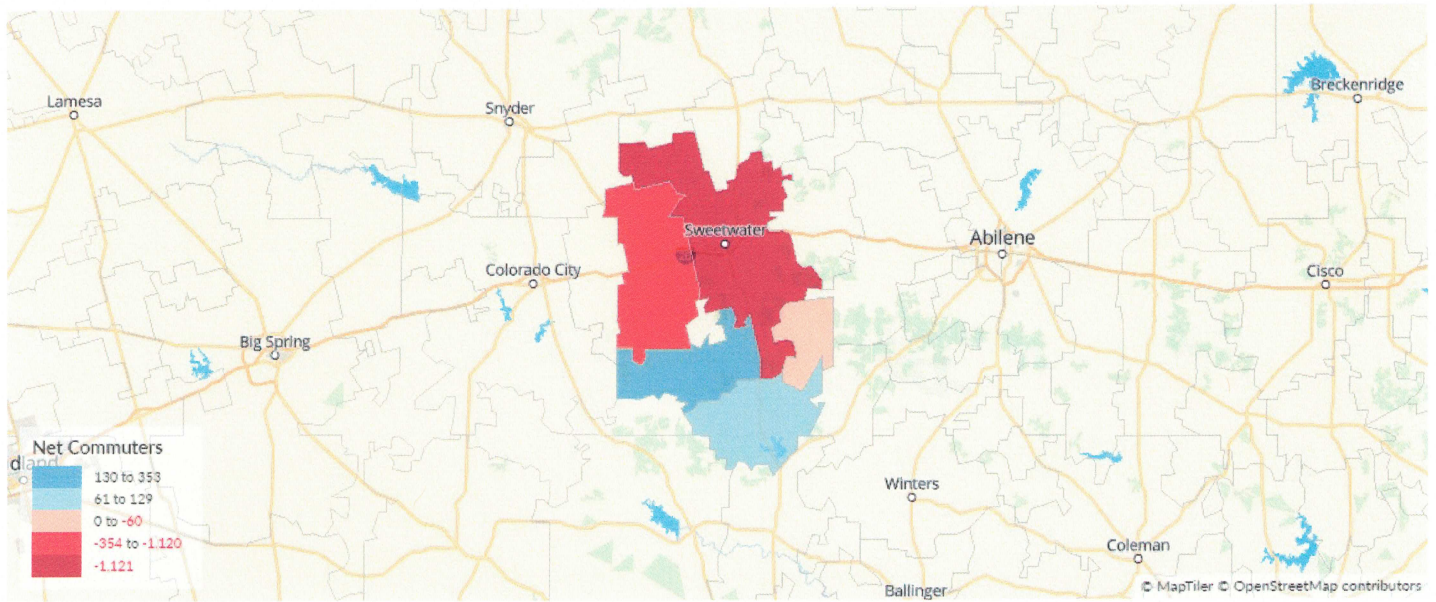 Breckenridge
Lamesa
Snyder
Sweetwater
Abilene
Colorado City
Cisco
Big Spring
Net Commuters
dland
130 to 353
61 to 129
0 to -60
-354 to -1.120
-1.121
Winters
Coleman
Ballinger
© MapTiler © OpenStreetMap contributors